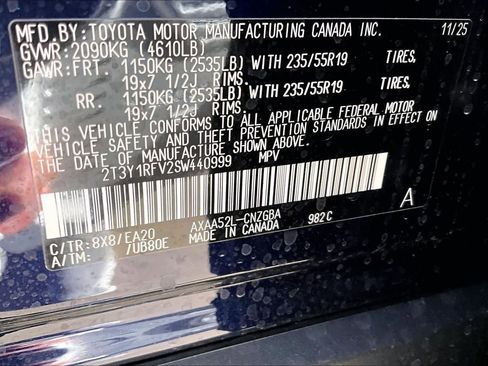 MFD. BY: TOYOTA MOTOR MANUFACTURING CANADA INC. 11/25
GVWR: 2090KG (4610LB)
GAWR: FRT. 1150KG (2535LB) WITH 235/55R19 TIRES,
19x7 1/2J RIMS.
RR. 1150KG (2535LB) WITH 235/55R19 TIRES,
19x7 1/2J RIMS.
THIS VEHICLE CONFORMS TO ALL APPLICABLE FEDERAL MOTOR
VEHICLE SAFETY AND THEFT PREVENTION STANDARDS IN EFFECT ON
THE DATE OF MANUFACTURE SHOWN ABOVE.
2T3Y1RFV2SW440999 MPV
A
C/TR: 8X8/EA20 AXAA52L-CNZGBA 982C
A/TM: /UB80E MADE IN CANADA